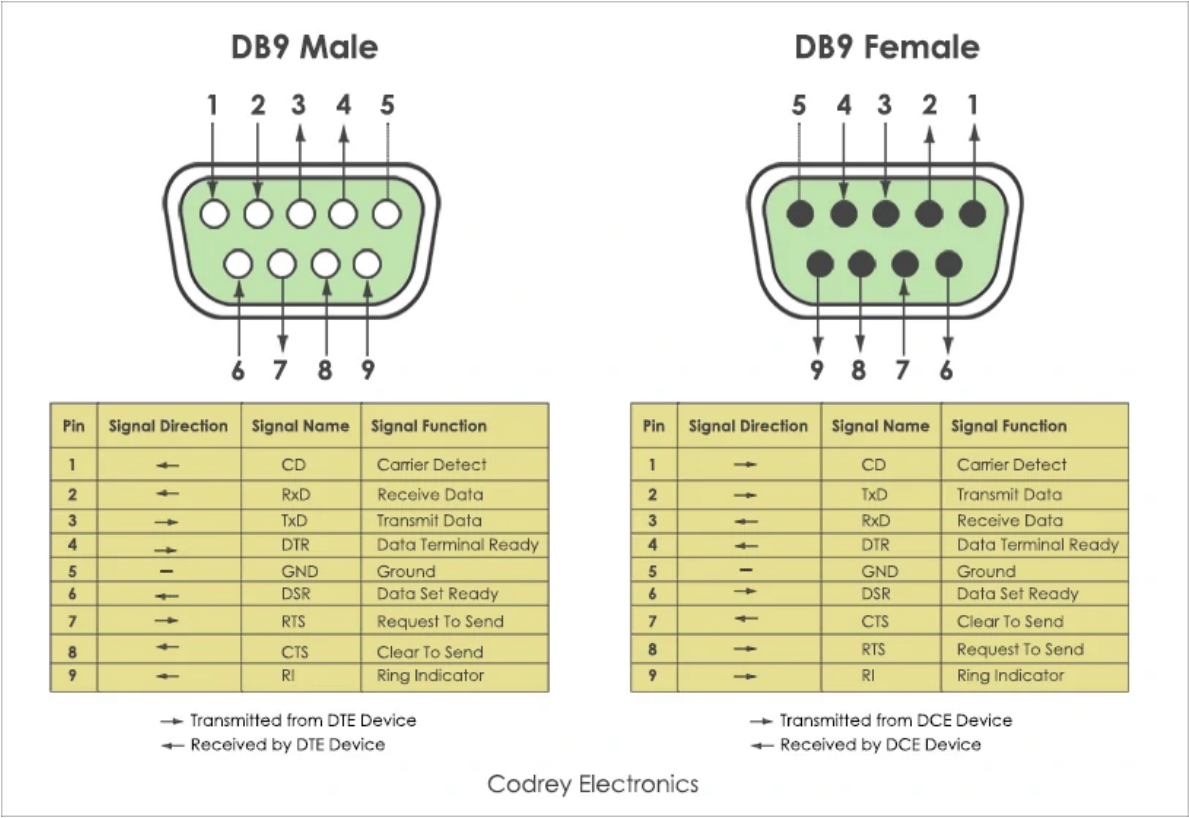 DB9 Male DB9 Female
1 2 3 4 5 5 4 3 2 1
6 7 8 9 9 8 7 6
Pin Signal Direction Signal Name Signal Function Pin Signal Direction Signal Name Signal Function
1 ← CD Carrier Detect 1 → CD Carrier Detect
2 ← RxD Receive Data 2 → TxD Transmit Data
3 → TxD Transmit Data 3 ← RxD Receive Data
4 → DTR Data Terminal Ready 4 ← DTR Data Terminal Ready
5 – GND Ground 5 – GND Ground
6 ← DSR Data Set Ready 6 → DSR Data Set Ready
7 → RTS Request To Send 7 ← CTS Clear To Send
8 ← CTS Clear To Send 8 → RTS Request To Send
9 ← RI Ring Indicator 9 → RI Ring Indicator
→ Transmitted from DTE Device → Transmitted from DCE Device
← Received by DTE Device ← Received by DCE Device
Codrey Electronics